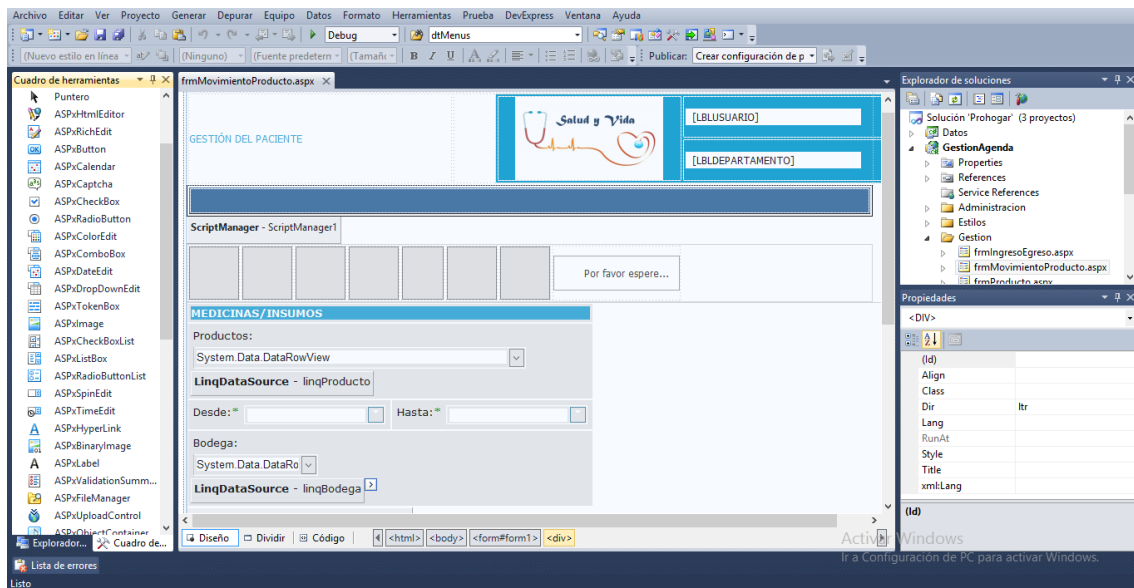 Archivo Editar Ver Proyecto Generar Depurar Equipo Datos Formato Herramientas Prueba DevExpress Ventana Ayuda
Debug dtMenus
(Nuevo estilo en línea (Ninguno) (Fuente predetern (Tamañ B I U A Publicar: Crear configuración de p
Cuadro de herramientas
Puntero
ASPxHtmlEditor
ASPxRichEdit
ASPxButton
ASPxCalendar
ASPxCaptcha
ASPxCheckBox
ASPxRadioButton
ASPxColorEdit
ASPxComboBox
ASPxDateEdit
ASPxDropDownEdit
ASPxTokenBox
ASPxImage
ASPxCheckBoxList
ASPxListBox
ASPxRadioButtonList
ASPxSpinEdit
ASPxTimeEdit
ASPxHyperLink
ASPxBinaryImage
ASPxLabel
ASPxValidationSumm...
ASPxFileManager
ASPxUploadControl
ASPxObjectContainer
Explorador... Cuadro de...
frmMovimientoProducto.aspx
GESTIÓN DEL PACIENTE
Salud y Vida
[LBLUSUARIO]
[LBLDEPARTAMENTO]
ScriptManager - ScriptManager1
Por favor espere...
MEDICINAS/INSUMOS
Productos:
System.Data.DataRowView
LinqDataSource - linqProducto
Desde:* Hasta:*
Bodega:
System.Data.DataRo
LinqDataSource - linqBodega
Diseño Dividir Código <html> <body> <form#form1> <div>
Explorador de soluciones
Solución 'Prohogar' (3 proyectos)
Datos
GestionAgenda
Properties
References
Service References
Administracion
Estilos
Gestion
frmIngresoEgreso.aspx
frmMovimientoProducto.aspx
frmProducto.aspx
Propiedades
<DIV>
(Id)
Align
Class
Dir ltr
Lang
RunAt
Style
Title
xml:Lang
(Id)
Activar Windows
Ir a Configuración de PC para activar Windows.
Lista de errores
Listo